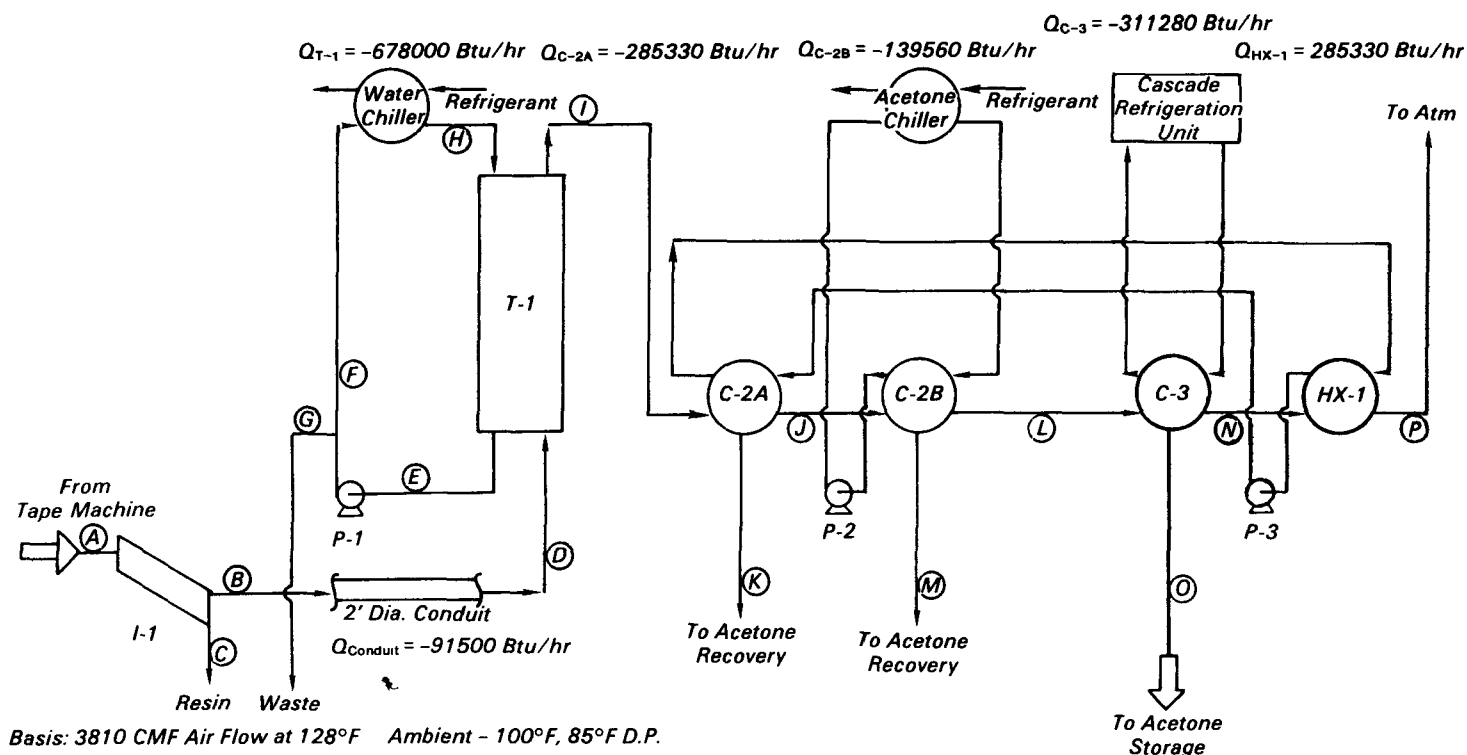 Q_C-3 = -311280 Btu/hr
Q_T-1 = -678000 Btu/hr
Q_C-2A = -285330 Btu/hr
Q_C-2B = -139560 Btu/hr
Q_HX-1 = 285330 Btu/hr
Water
Chiller
Refrigerant
I
Acetone
Chiller
Refrigerant
Cascade
Refrigeration
Unit
To Atm
H
T-1
F
C-2A
C-2B
C-3
HX-1
G
J
L
N
P
E
From
Tape Machine
P-1
P-2
P-3
A
D
B
K
M
O
2' Dia. Conduit
I-1
C
Q_Conduit = -91500 Btu/hr
To Acetone
Recovery
To Acetone
Recovery
Resin
Waste
To Acetone
Storage
Basis: 3810 CMF Air Flow at 128°F Ambient - 100°F, 85°F D.P.